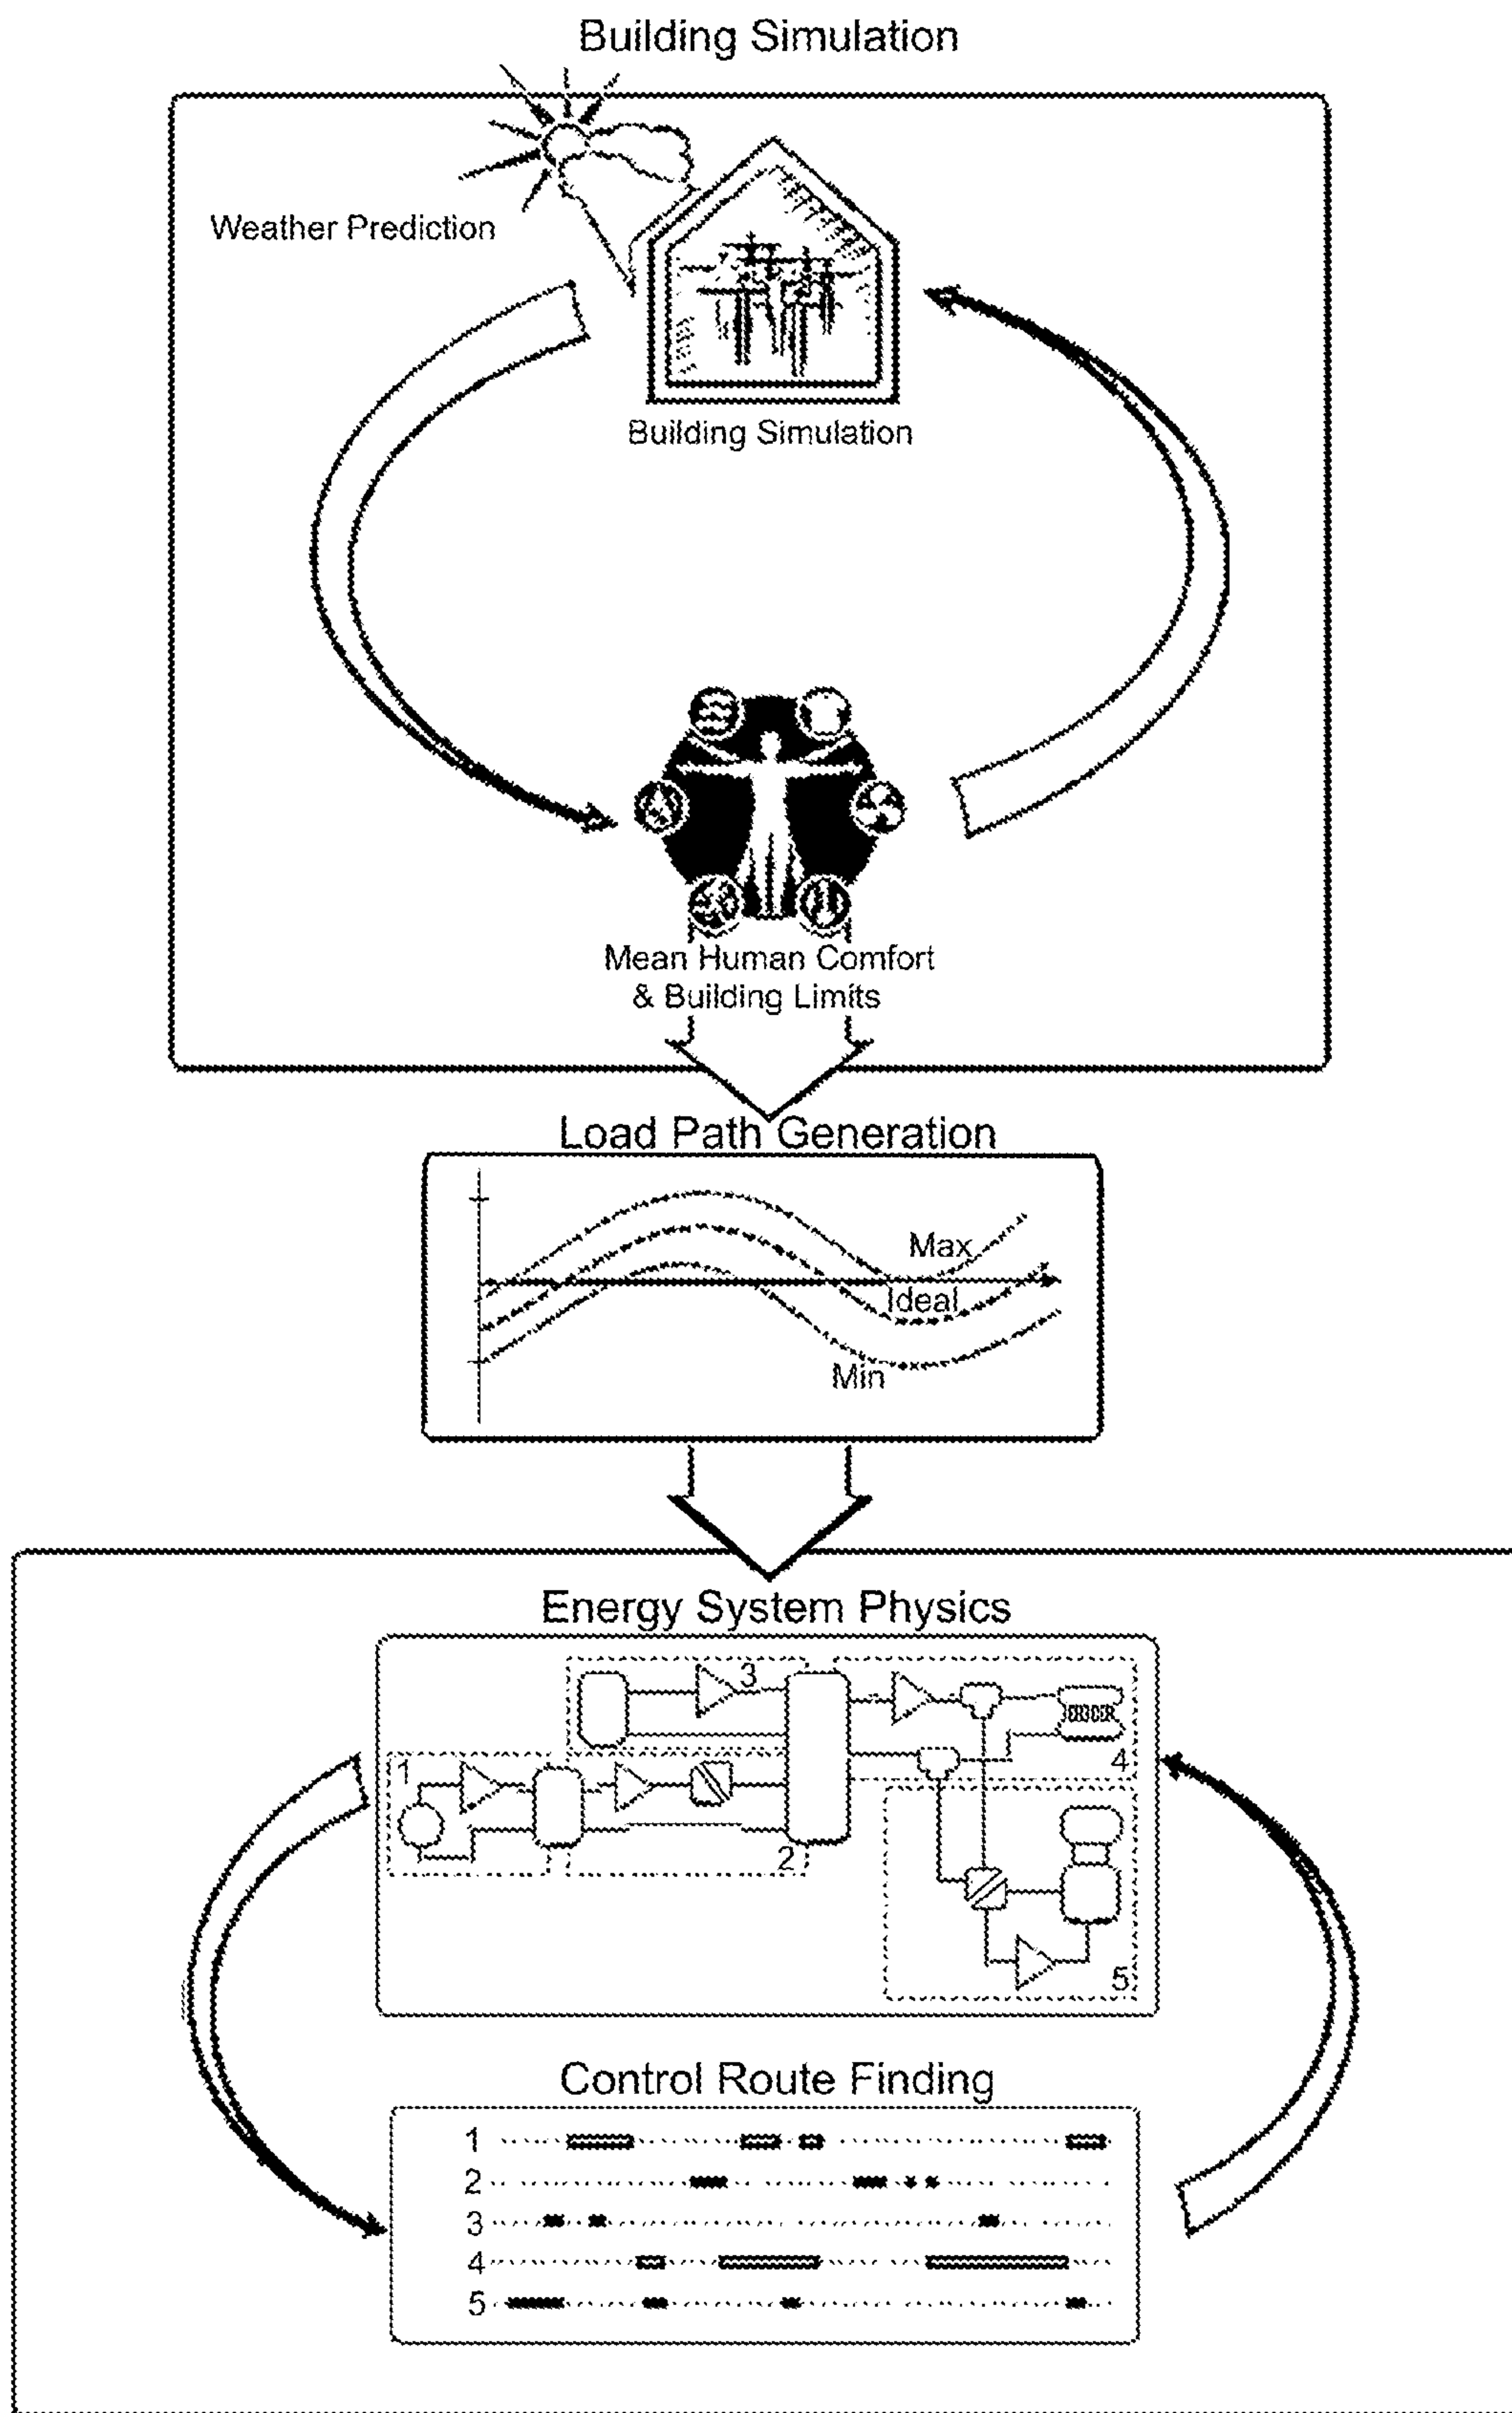 Building Simulation
Weather Prediction
Building Simulation
Mean Human Comfort
& Building Limits
Load Path Generation
Max
Ideal
Min
Energy System Physics
3
1
4
2
5
Control Route Finding
1
2
3
4
5